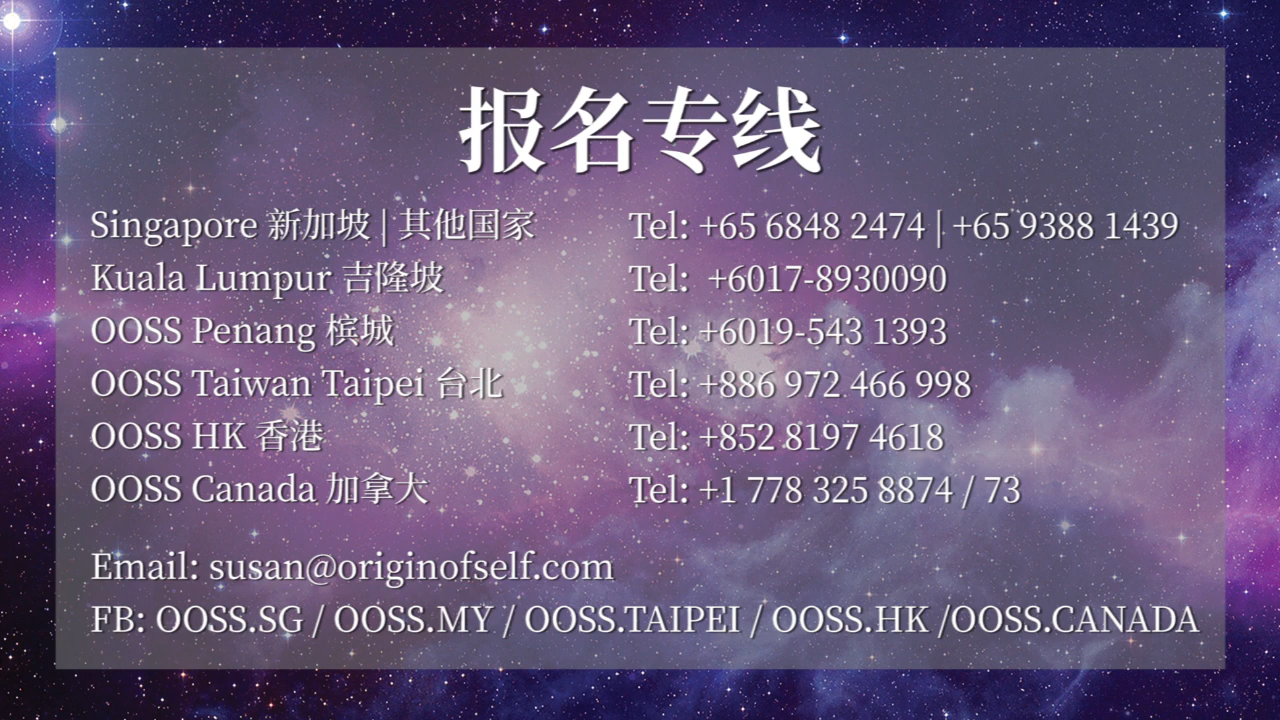 报名专线
Singapore 新加坡 | 其他国家 Tel: +65 6848 2474 | +65 9388 1439
Kuala Lumpur 吉隆坡 Tel: +6017-8930090
OOSS Penang 槟城 Tel: +6019-543 1393
OOSS Taiwan Taipei 台北 Tel: +886 972 466 998
OOSS HK 香港 Tel: +852 8197 4618
OOSS Canada 加拿大 Tel: +1 778 325 8874 / 73
Email: susan@originofself.com
FB: OOSS.SG / OOSS.MY / OOSS.TAIPEI / OOSS.HK /OOSS.CANADA